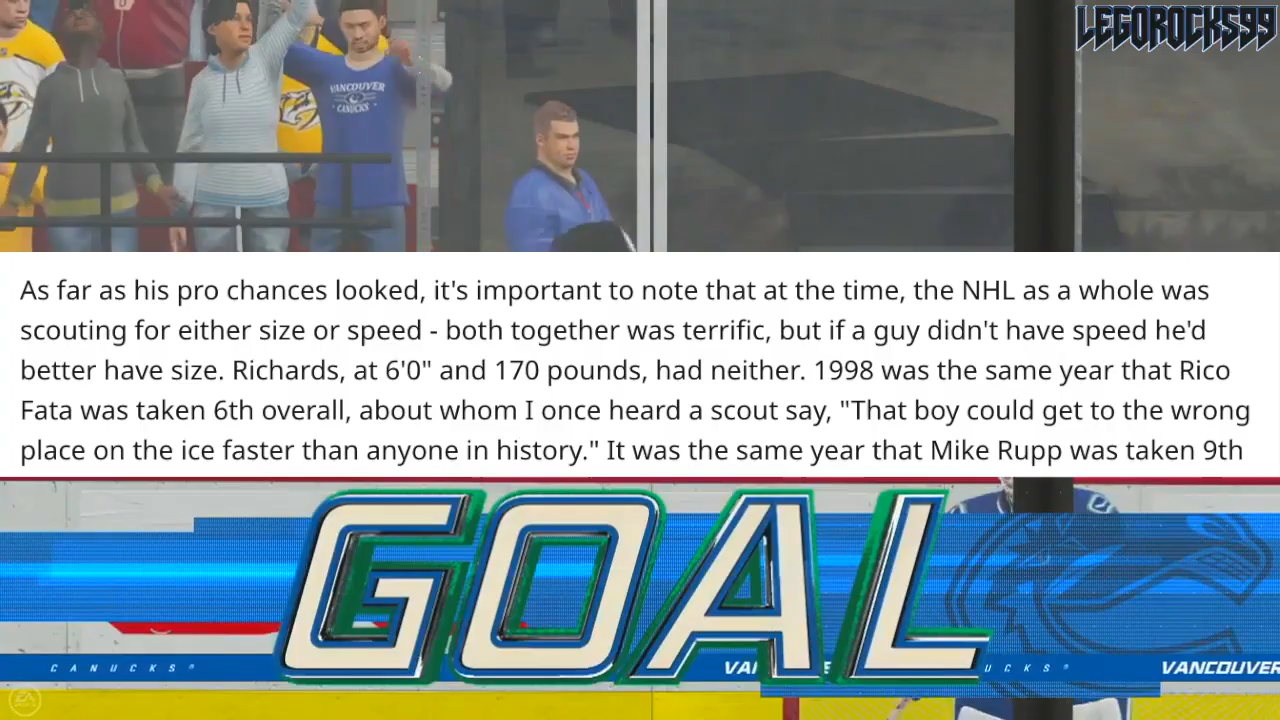 LEGOROCKS99
VANCOUVER
CANUCKS
As far as his pro chances looked, it's important to note that at the time, the NHL as a whole was
scouting for either size or speed - both together was terrific, but if a guy didn't have speed he'd
better have size. Richards, at 6'0" and 170 pounds, had neither. 1998 was the same year that Rico
Fata was taken 6th overall, about whom I once heard a scout say, "That boy could get to the wrong
place on the ice faster than anyone in history." It was the same year that Mike Rupp was taken 9th
GOAL
CANUCKS® VAN UCKS® VANCOUVER
EA